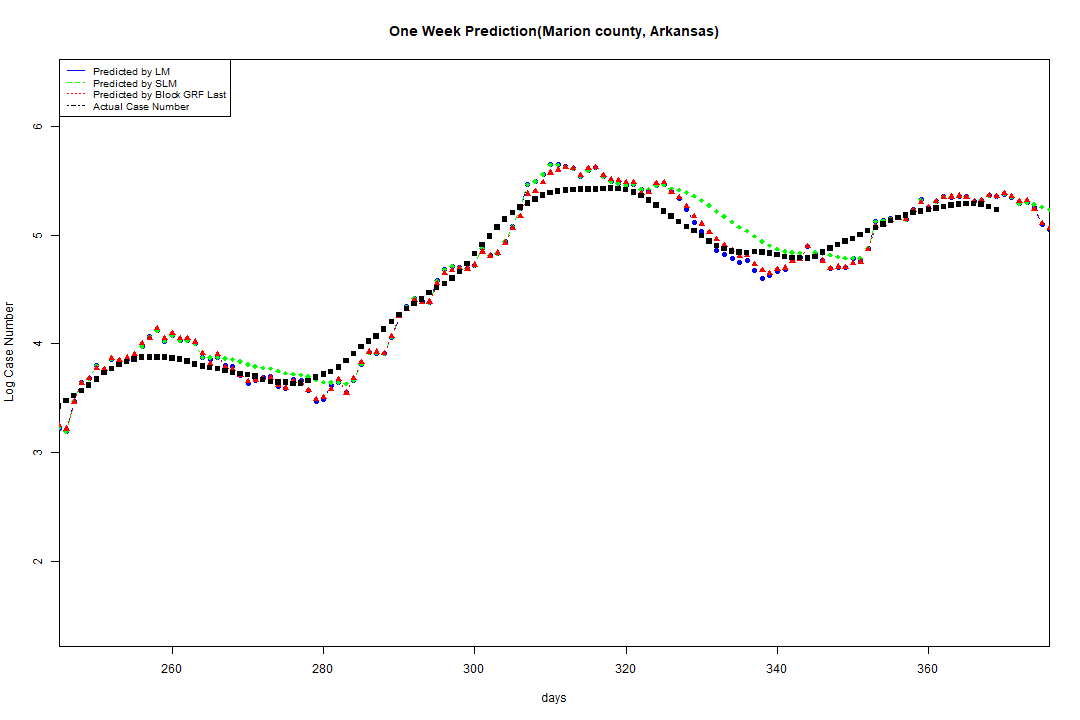 One Week Prediction(Marion county, Arkansas)
Predicted by LM
Predicted by SLM
Predicted by Block GRF Last
Actual Case Number
6
5
4
3
2
Log Case Number
260 280 300 320 340 360
days